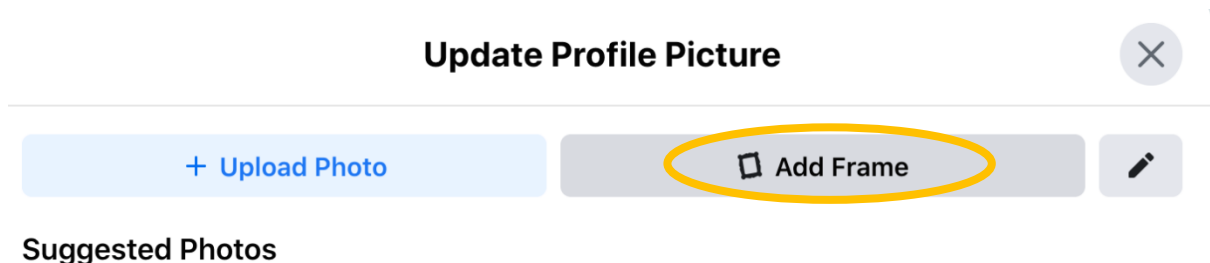 Update Profile Picture
+ Upload Photo
Add Frame
Suggested Photos